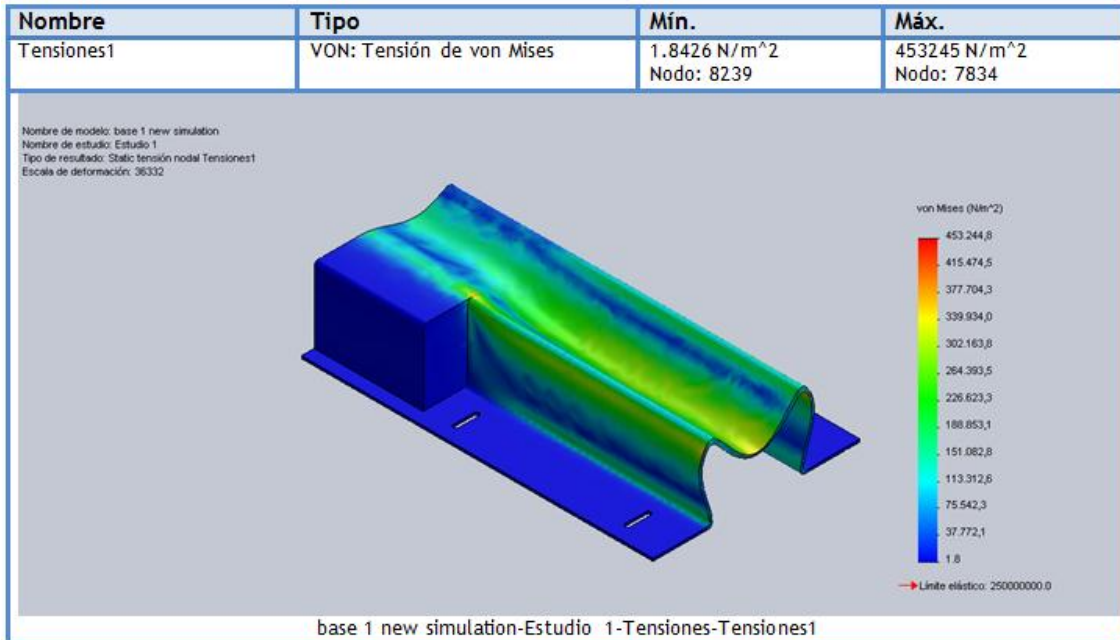 Nombre Tipo Mín. Máx.
Tensiones1 VON: Tensión de von Mises 1.8426 N/m^2 453245 N/m^2
Nodo: 8239 Nodo: 7834
Nombre de modelo: base 1 new simulation
Nombre de estudio: Estudio 1
Tipo de resultado: Static tensión nodal Tensiones1
Escala de deformación: 36332
von Mises (N/m^2)
453.244,8
415.474,5
377.704,3
339.934,0
302.163,8
264.393,5
226.623,3
188.853,1
151.082,8
113.312,6
75.542,3
37.772,1
1.8
Límite elástico: 250000000.0
base 1 new simulation-Estudio 1-Tensiones-Tensiones1